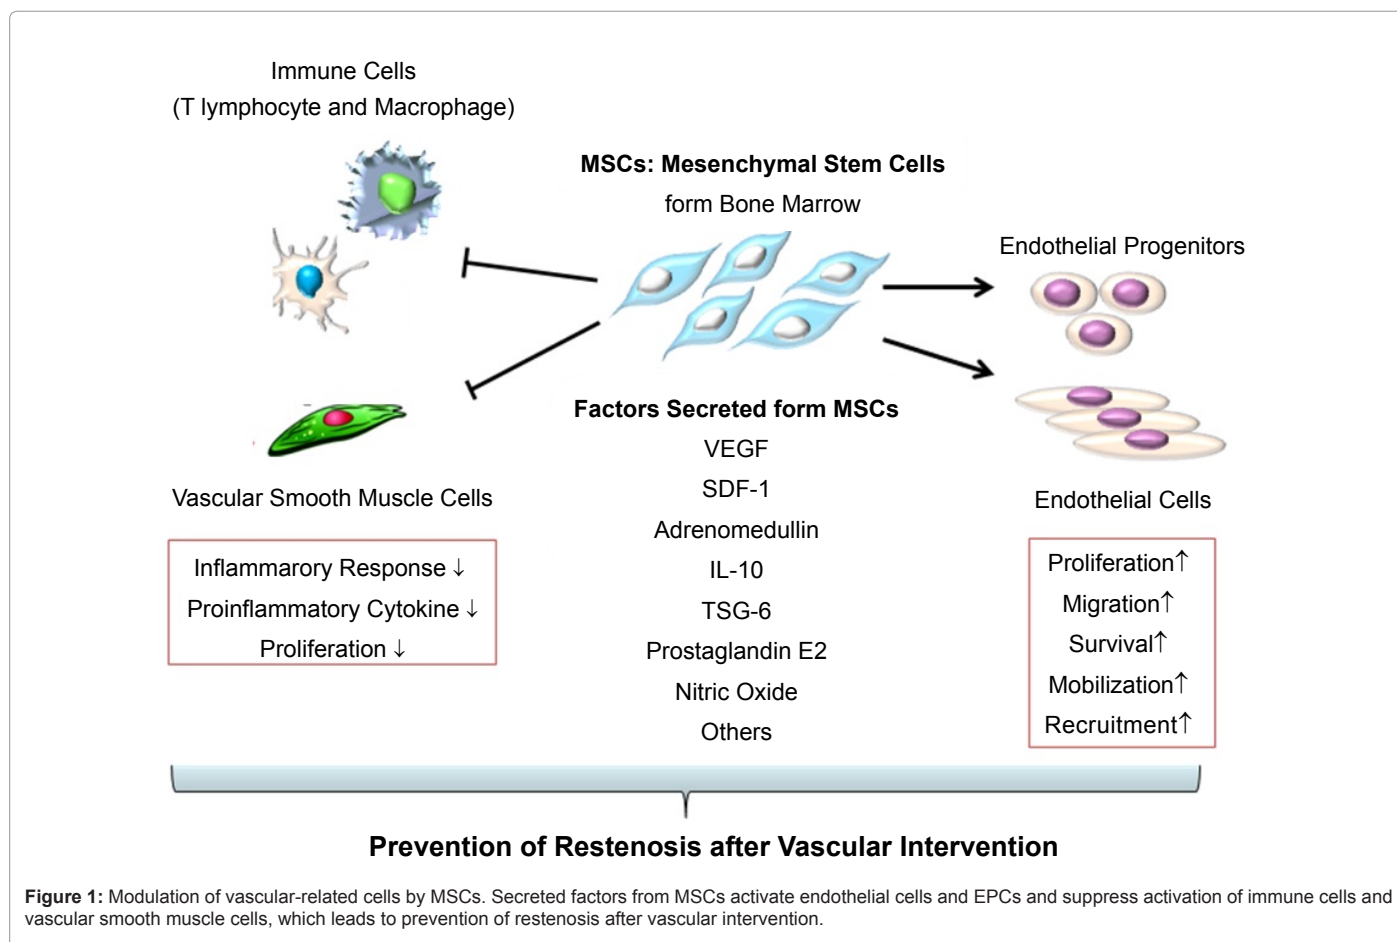 Immune Cells
(T lymphocyte and Macrophage)
MSCs: Mesenchymal Stem Cells
form Bone Marrow
Endothelial Progenitors
Factors Secreted form MSCs
VEGF
SDF-1
Adrenomedullin
IL-10
TSG-6
Prostaglandin E2
Nitric Oxide
Others
Vascular Smooth Muscle Cells
Inflammarory Response ↓
Proinflammatory Cytokine ↓
Proliferation ↓
Endothelial Cells
Proliferation↑
Migration↑
Survival↑
Mobilization↑
Recruitment↑
Prevention of Restenosis after Vascular Intervention
Figure 1: Modulation of vascular-related cells by MSCs. Secreted factors from MSCs activate endothelial cells and EPCs and suppress activation of immune cells and
vascular smooth muscle cells, which leads to prevention of restenosis after vascular intervention.